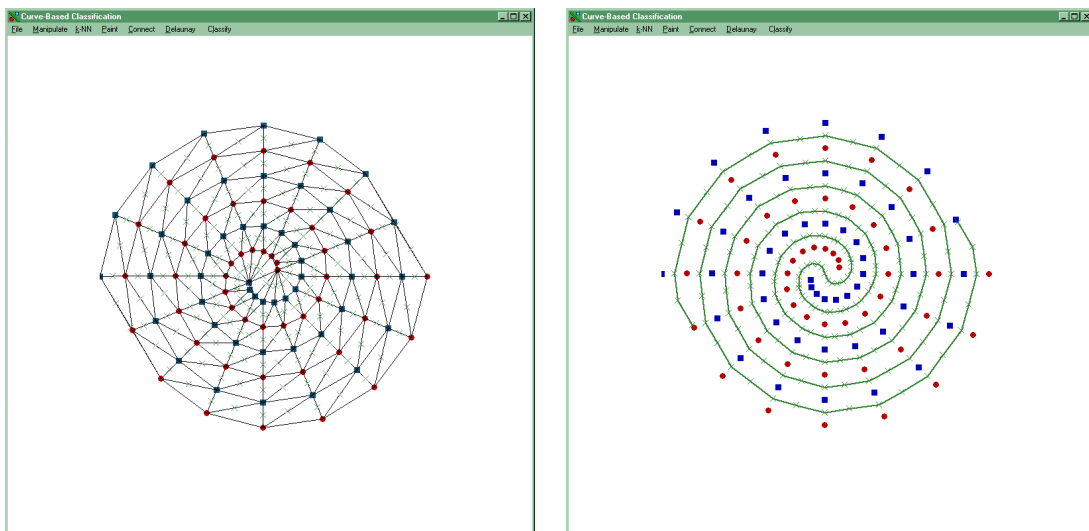 Curve-Based Classification
File Manipulate k-NN Paint Connect Delaunay Classify
Curve-Based Classification
File Manipulate k-NN Paint Connect Delaunay Classify